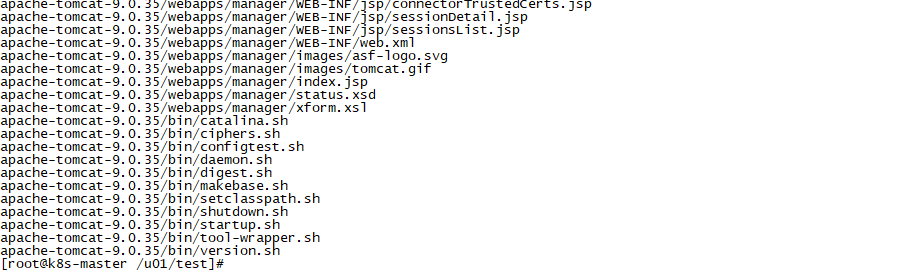 apache-tomcat-9.0.35/webapps/manager/WEB-INF/jsp/connectorTrustedCerts.jsp
apache-tomcat-9.0.35/webapps/manager/WEB-INF/jsp/sessionDetail.jsp
apache-tomcat-9.0.35/webapps/manager/WEB-INF/jsp/sessionsList.jsp
apache-tomcat-9.0.35/webapps/manager/WEB-INF/web.xml
apache-tomcat-9.0.35/webapps/manager/images/asf-logo.svg
apache-tomcat-9.0.35/webapps/manager/images/tomcat.gif
apache-tomcat-9.0.35/webapps/manager/index.jsp
apache-tomcat-9.0.35/webapps/manager/status.xsd
apache-tomcat-9.0.35/webapps/manager/xform.xsl
apache-tomcat-9.0.35/bin/catalina.sh
apache-tomcat-9.0.35/bin/ciphers.sh
apache-tomcat-9.0.35/bin/configtest.sh
apache-tomcat-9.0.35/bin/daemon.sh
apache-tomcat-9.0.35/bin/digest.sh
apache-tomcat-9.0.35/bin/makebase.sh
apache-tomcat-9.0.35/bin/setclasspath.sh
apache-tomcat-9.0.35/bin/shutdown.sh
apache-tomcat-9.0.35/bin/startup.sh
apache-tomcat-9.0.35/bin/tool-wrapper.sh
apache-tomcat-9.0.35/bin/version.sh
[root@k8s-master /u01/test]#